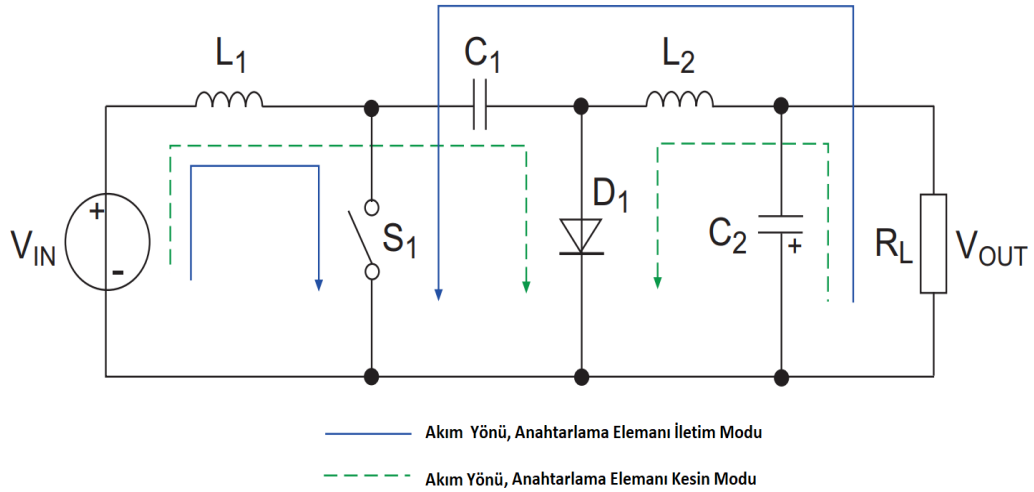 L1 C1 L2
+
VIN
-
S1
D1
C2
+
RL
VOUT
Akım Yönü, Anahtarlama Elemanı İletim Modu
Akım Yönü, Anahtarlama Elemanı Kesin Modu